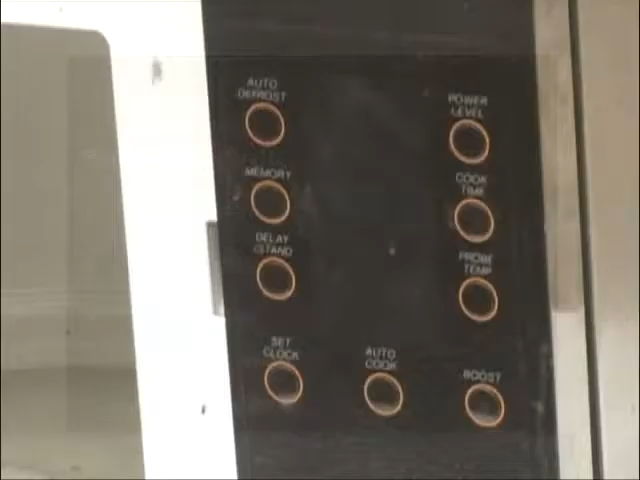 AUTO
DEFROST
POWER
LEVEL
MEMORY
COOK
TIME
DELAY
/STAND
PROBE
TEMP
SET
CLOCK
AUTO
COOK
BOOST